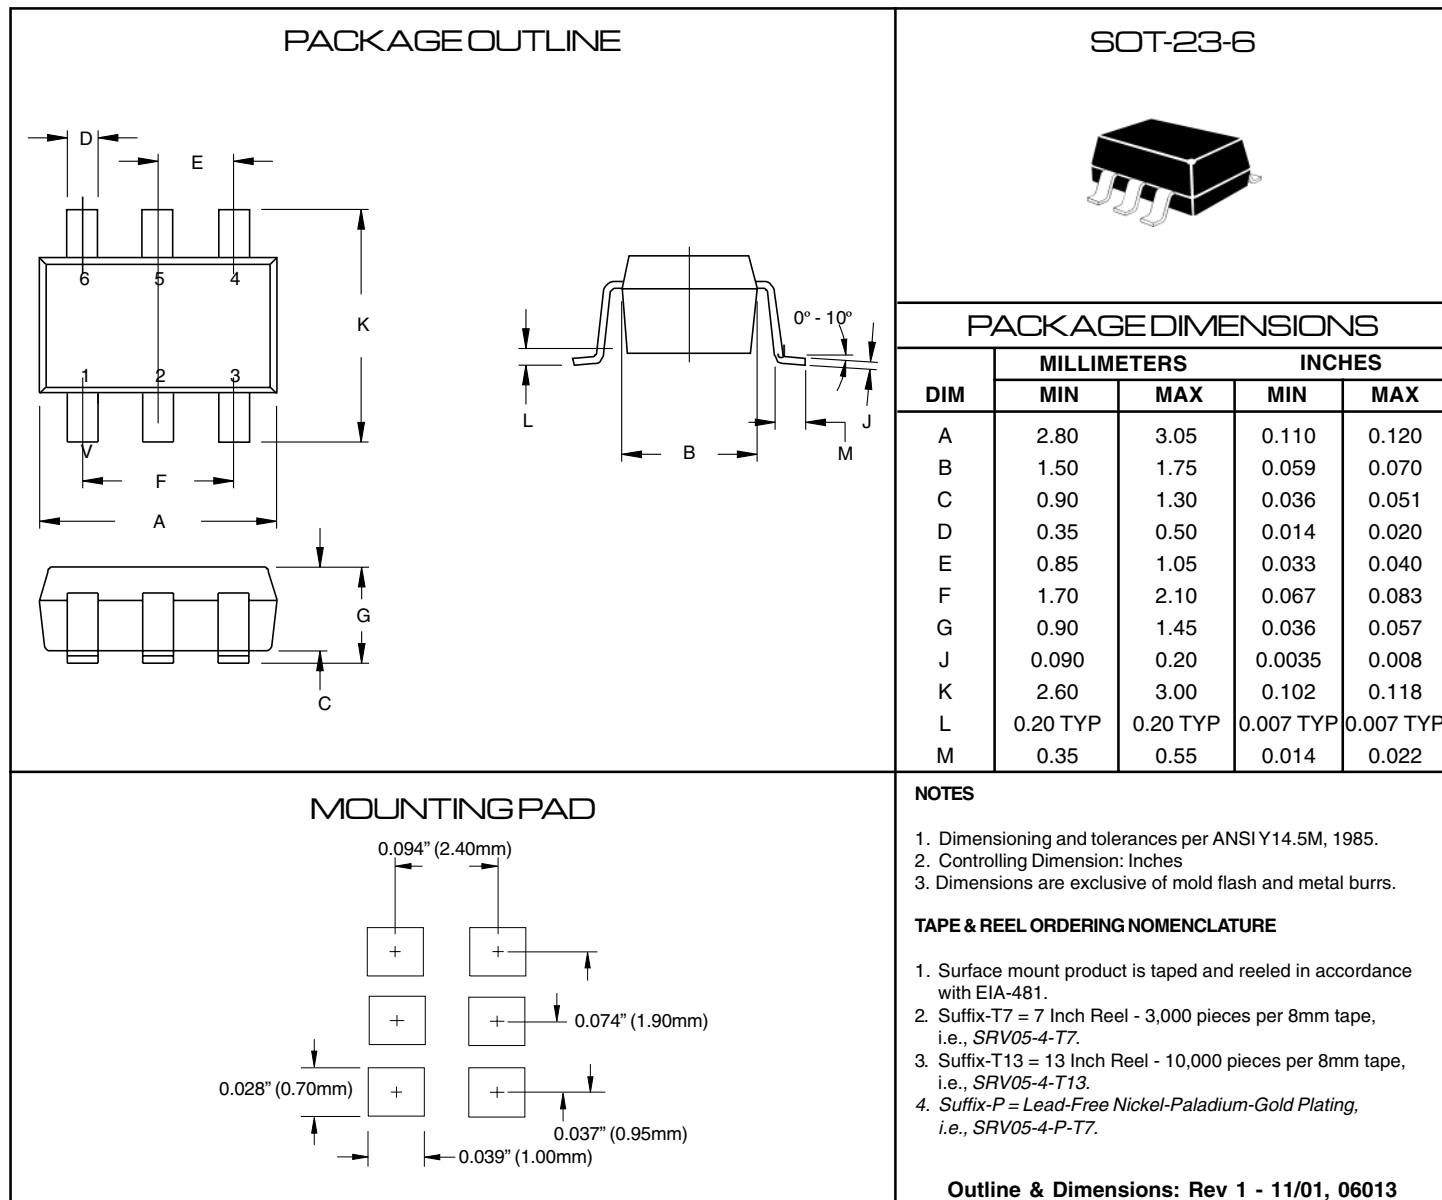 PACKAGE OUTLINE
D
E
6 5 4
K
1 2 3
V
F
A
G
C
0° - 10°
L
B
M
J
SOT-23-6
PACKAGE DIMENSIONS
MILLIMETERS INCHES
DIM MIN MAX MIN MAX
A 2.80 3.05 0.110 0.120
B 1.50 1.75 0.059 0.070
C 0.90 1.30 0.036 0.051
D 0.35 0.50 0.014 0.020
E 0.85 1.05 0.033 0.040
F 1.70 2.10 0.067 0.083
G 0.90 1.45 0.036 0.057
J 0.090 0.20 0.0035 0.008
K 2.60 3.00 0.102 0.118
L 0.20 TYP 0.20 TYP 0.007 TYP 0.007 TYP
M 0.35 0.55 0.014 0.022
MOUNTING PAD
0.094” (2.40mm)
0.074” (1.90mm)
0.028” (0.70mm)
0.037” (0.95mm)
0.039” (1.00mm)
NOTES
1. Dimensioning and tolerances per ANSI Y14.5M, 1985.
2. Controlling Dimension: Inches
3. Dimensions are exclusive of mold flash and metal burrs.
TAPE & REEL ORDERING NOMENCLATURE
1. Surface mount product is taped and reeled in accordance
with EIA-481.
2. Suffix-T7 = 7 Inch Reel - 3,000 pieces per 8mm tape,
i.e., SRV05-4-T7.
3. Suffix-T13 = 13 Inch Reel - 10,000 pieces per 8mm tape,
i.e., SRV05-4-T13.
4. Suffix-P = Lead-Free Nickel-Paladium-Gold Plating,
i.e., SRV05-4-P-T7.
Outline & Dimensions: Rev 1 - 11/01, 06013